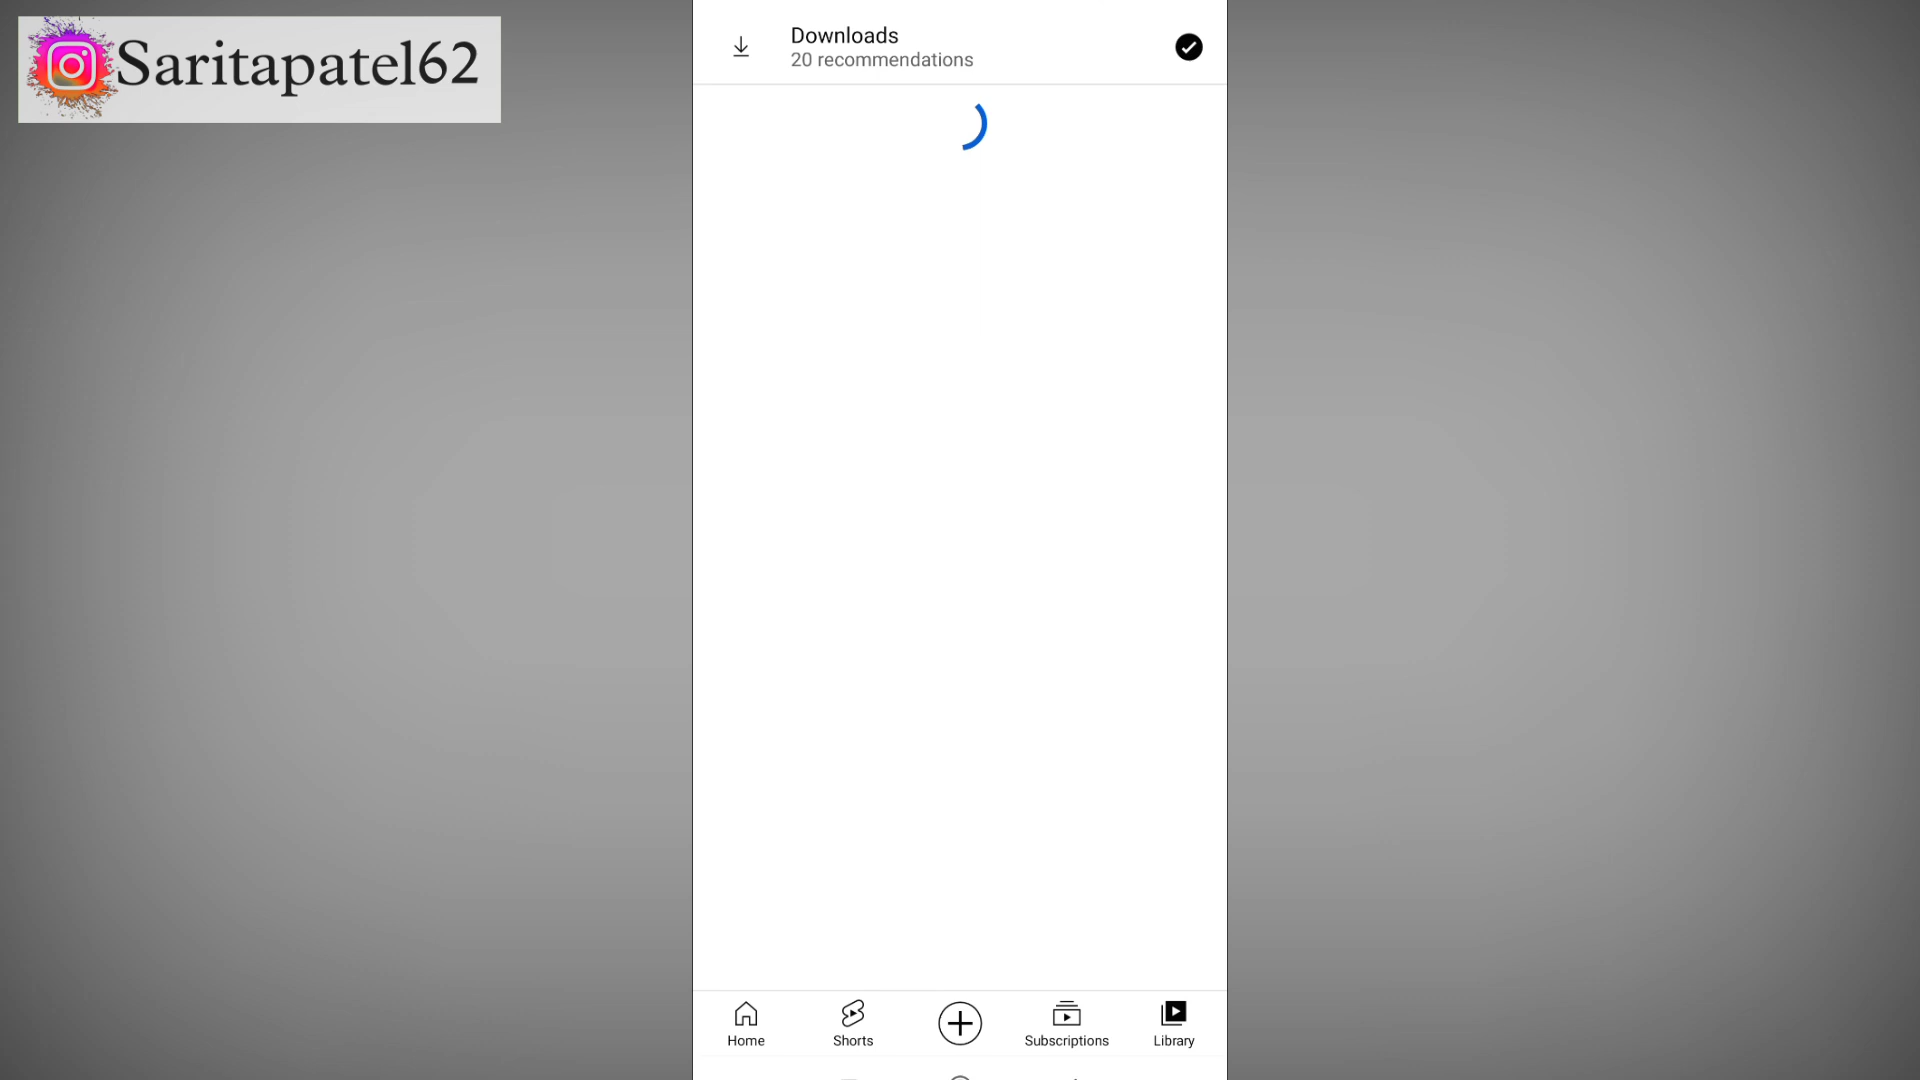 Saritapatel62
Downloads
20 recommendations
Home
Shorts
Subscriptions
Library